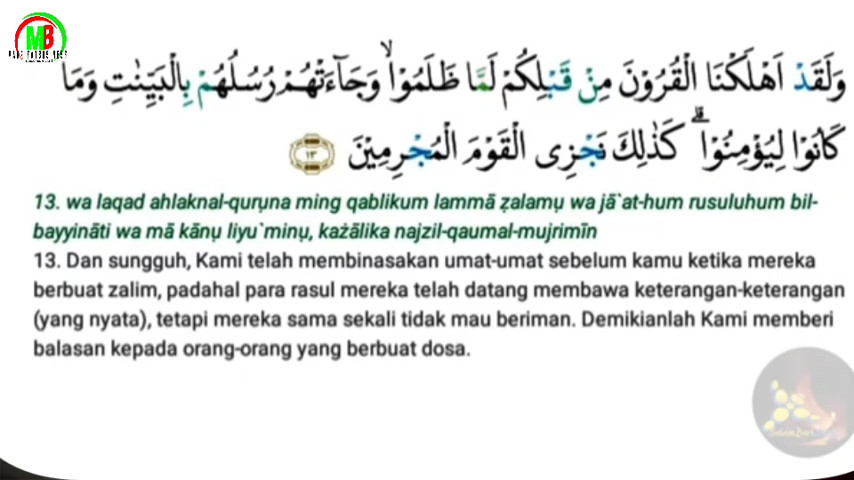 MB
وَلَقَدْ اَهْلَكْنَا الْقُرُوْنَ مِنْ قَبْلِكُمْ لَمَّا ظَلَمُوْاۙ وَجَاۤءَتْهُمْ رُسُلُهُمْ بِالْبَيِّنٰتِ وَمَا
كَانُوْا لِيُؤْمِنُوْا ۗ كَذٰلِكَ نَجْزِى الْقَوْمَ الْمُجْرِمِيْنَ ١٣
13. wa laqad ahlaknal-qurụna ming qablikum lammā ẓalamụ wa jā`at-hum rusuluhum bil-
bayyināti wa mā kānụ liyu`minụ, każālika najzil-qaumal-mujrimīn
13. Dan sungguh, Kami telah membinasakan umat-umat sebelum kamu ketika mereka
berbuat zalim, padahal para rasul mereka telah datang membawa keterangan-keterangan
(yang nyata), tetapi mereka sama sekali tidak mau beriman. Demikianlah Kami memberi
balasan kepada orang-orang yang berbuat dosa.